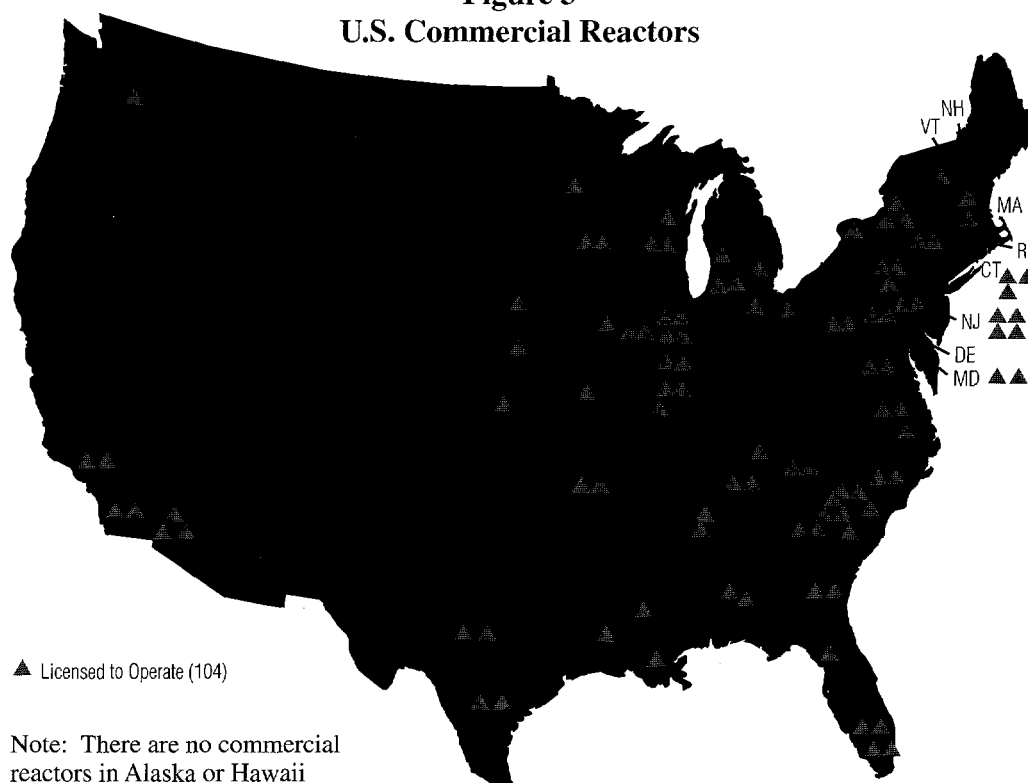 U.S. Commercial Reactors
NH
VT
MA
R
CT
NJ
DE
MD
Licensed to Operate (104)
Note: There are no commercial
reactors in Alaska or Hawaii